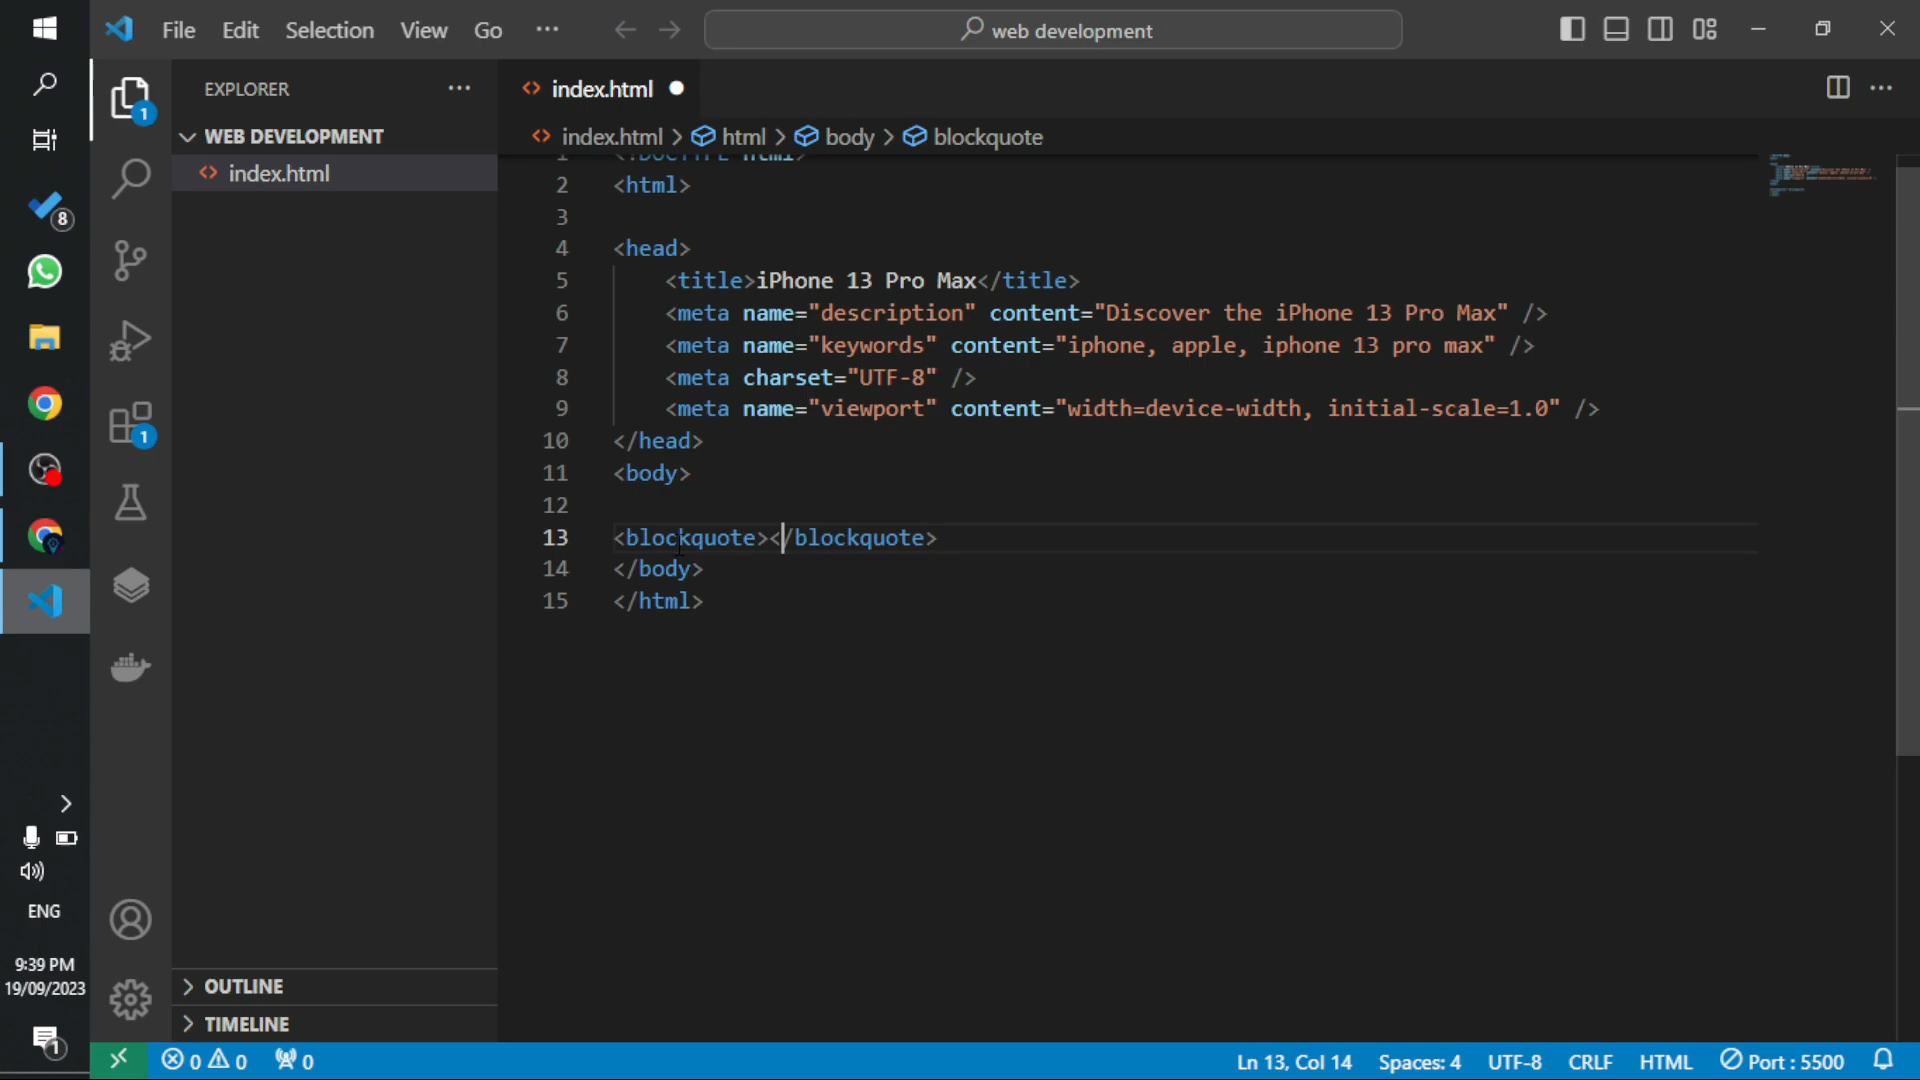 File Edit Selection View Go ··· web development
8
EXPLORER ···
1
WEB DEVELOPMENT
index.html
1
index.html
index.html > html > body > blockquote
1 <!DOCTYPE html>
2 <html>
3
4 <head>
5 <title>iPhone 13 Pro Max</title>
6 <meta name="description" content="Discover the iPhone 13 Pro Max" />
7 <meta name="keywords" content="iphone, apple, iphone 13 pro max" />
8 <meta charset="UTF-8" />
9 <meta name="viewport" content="width=device-width, initial-scale=1.0" />
10 </head>
11 <body>
12
13 <blockquote></blockquote>
14 </body>
15 </html>
ENG
9:39 PM
19/09/2023
1
OUTLINE
TIMELINE
0 0 0 Ln 13, Col 14 Spaces: 4 UTF-8 CRLF HTML Port : 5500